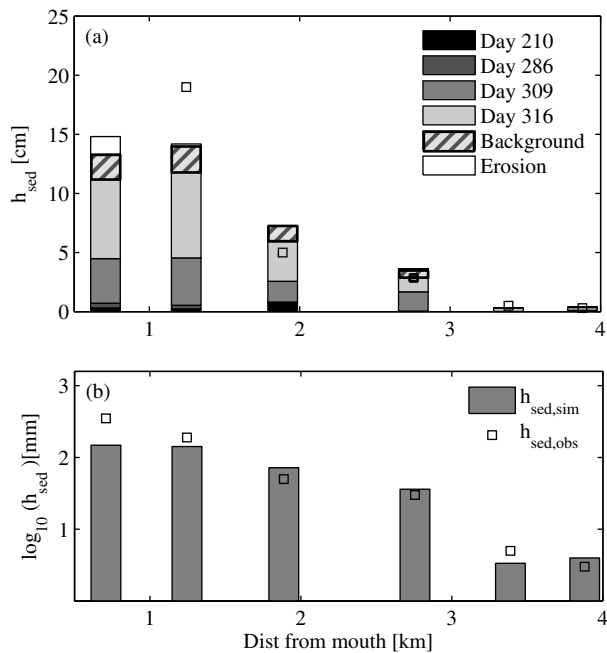 (a)
25
20
15
10
5
0
h_sed [cm]
Day 210
Day 286
Day 309
Day 316
Background
Erosion
1 2 3 4
(b)
3
2
1
log_10 (h_sed)[mm]
h_sed,sim
h_sed,obs
1 2 3 4
Dist from mouth [km]